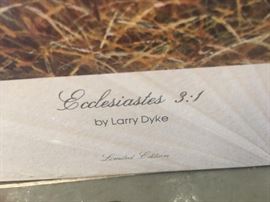 Ecclesiastes 3:1
by Larry Dyke
Limited Edition